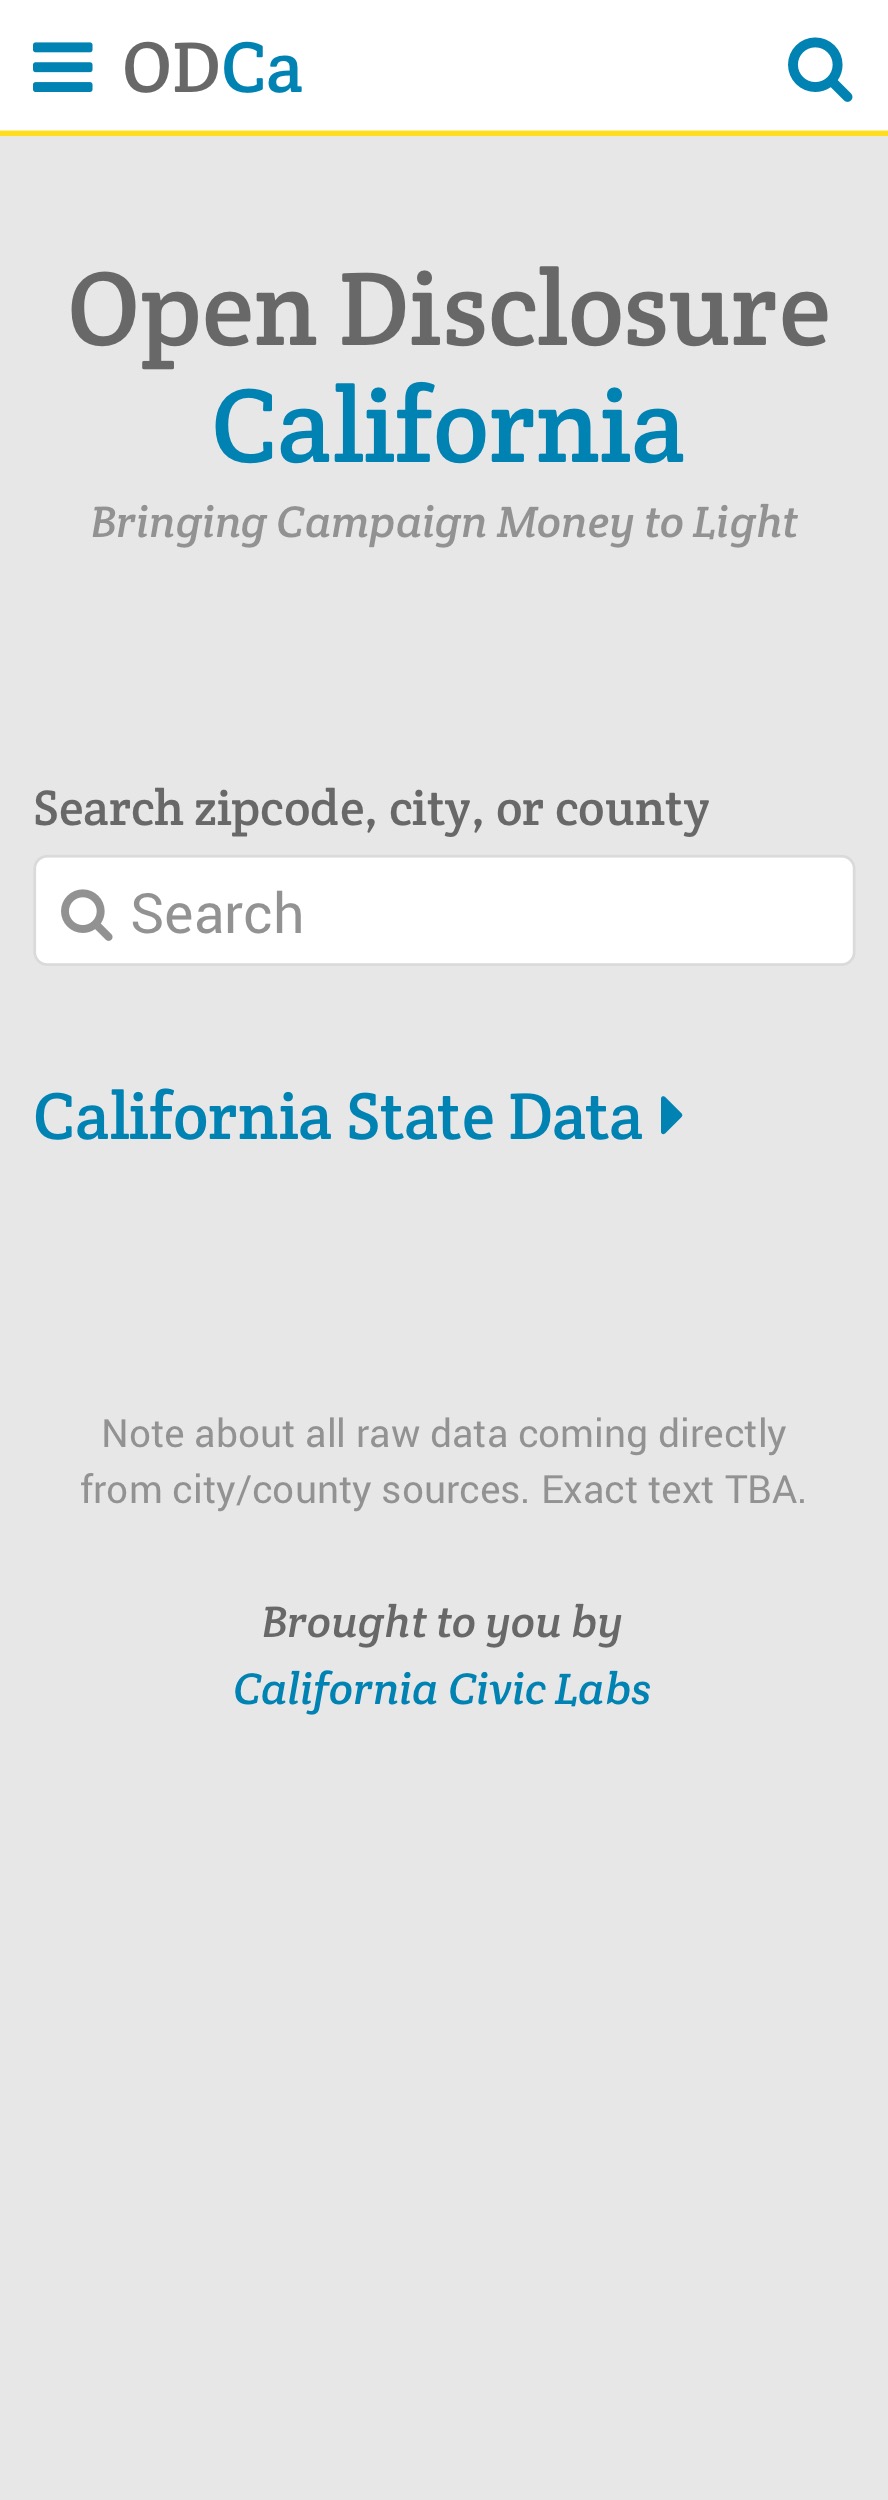 ODCa
Open Disclosure
California
Bringing Campaign Money to Light
Search zipcode, city, or county
Search
California State Data
Note about all raw data coming directly
from city/county sources. Exact text TBA.
Brought to you by
California Civic Labs